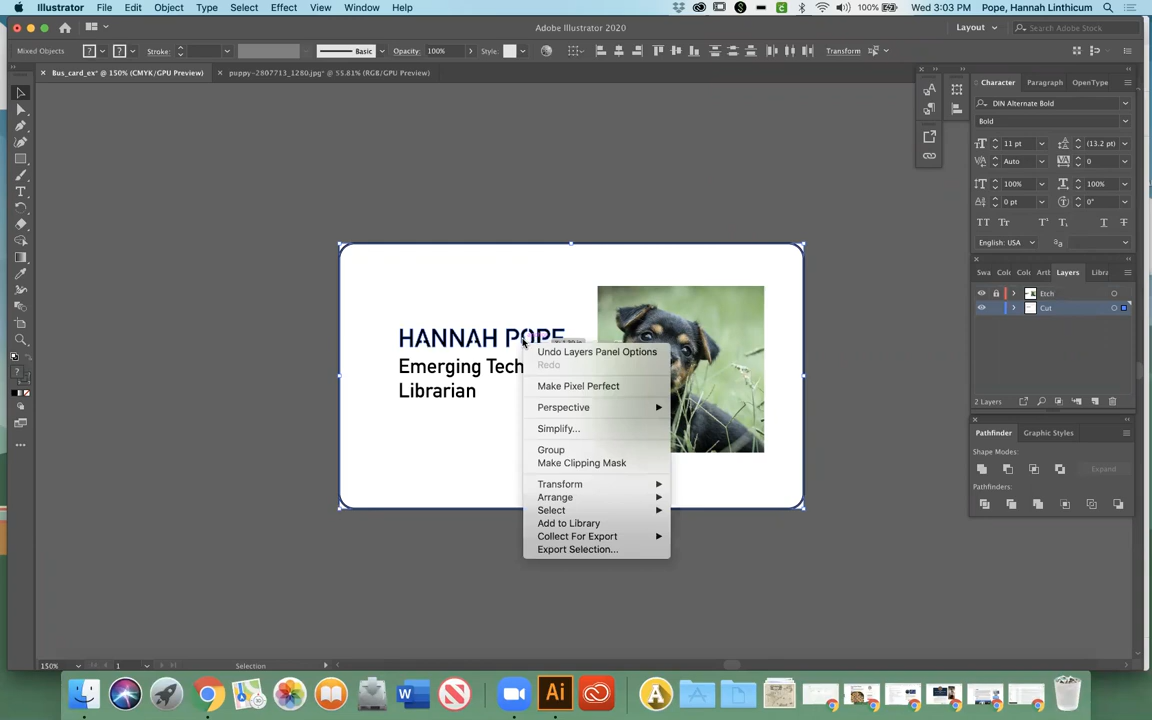 Illustrator File Edit Object Type Select Effect View Window Help
100% Wed 3:03 PM Pope, Hannah Linthicum
Adobe Illustrator 2020
Layout
Search Adobe Stock
Mixed Objects
Stroke:
Basic
Opacity: 100%
Style:
Transform
Bus_card_ex* @ 150% (CMYK/GPU Preview)
puppy-2807713_1280.jpg* @ 55.81% (RGB/GPU Preview)
Character Paragraph OpenType
DIN Alternate Bold
Bold
11 pt (13.2 pt)
Auto 0
100% 100%
0 pt 0°
English: USA
Swa Col Col Art Layers Libra
Etch
Cut
2 Layers
Pathfinder Graphic Styles
Shape Modes:
Expand
Pathfinders:
HANNAH POPE
Emerging Tech
Librarian
Undo Layers Panel Options
Redo
Make Pixel Perfect
Perspective
Simplify...
Group
Make Clipping Mask
Transform
Arrange
Select
Add to Library
Collect For Export
Export Selection...
150% 1 Selection